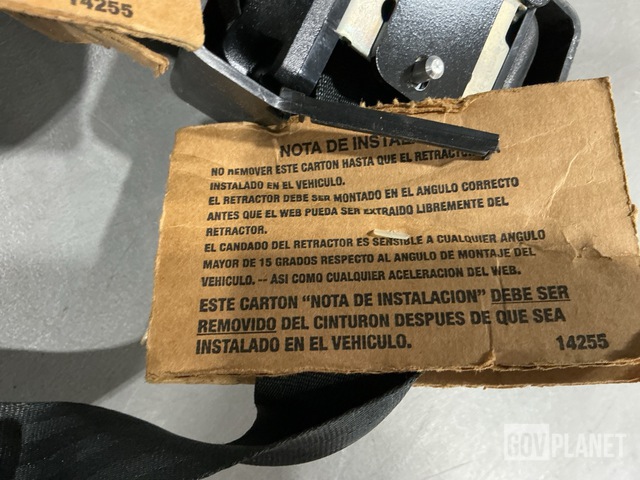 14255
NOTA DE INSTALA
NO REMOVER ESTE CARTON HASTA QUE EL RETRACTOR
INSTALADO EN EL VEHICULO.
EL RETRACTOR DEBE SER MONTADO EN EL ANGULO CORRECTO
ANTES QUE EL WEB PUEDA SER EXTRAIDO LIBREMENTE DEL
RETRACTOR.
EL CANDADO DEL RETRACTOR ES SENSIBLE A CUALQUIER ANGULO
MAYOR DE 15 GRADOS RESPECTO AL ANGULO DE MONTAJE DEL
VEHICULO. -- ASI COMO CUALQUIER ACELERACION DEL WEB.
ESTE CARTON "NOTA DE INSTALACION" DEBE SER
REMOVIDO DEL CINTURON DESPUES DE QUE SEA
INSTALADO EN EL VEHICULO.
14255
GOVPLANET